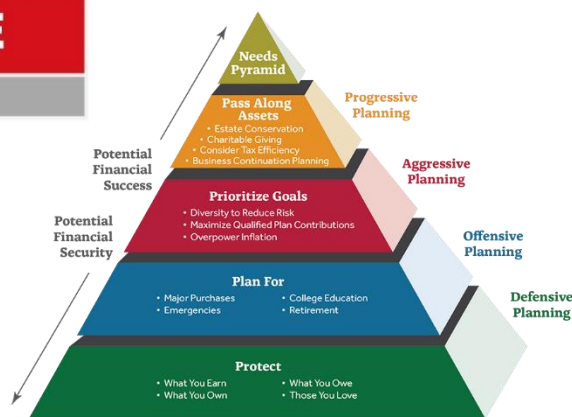 E
Needs
Pyramid
Pass Along
Assets
• Estate Conservation
• Charitable Giving
• Consider Tax Efficiency
• Business Continuation Planning
Progressive
Planning
Potential
Financial
Success
Prioritize Goals
• Diversity to Reduce Risk
• Maximize Qualified Plan Contributions
• Overpower Inflation
Aggressive
Planning
Potential
Financial
Security
Plan For
• Major Purchases
• Emergencies
• College Education
• Retirement
Offensive
Planning
Protect
• What You Earn
• What You Own
• What You Owe
• Those You Love
Defensive
Planning